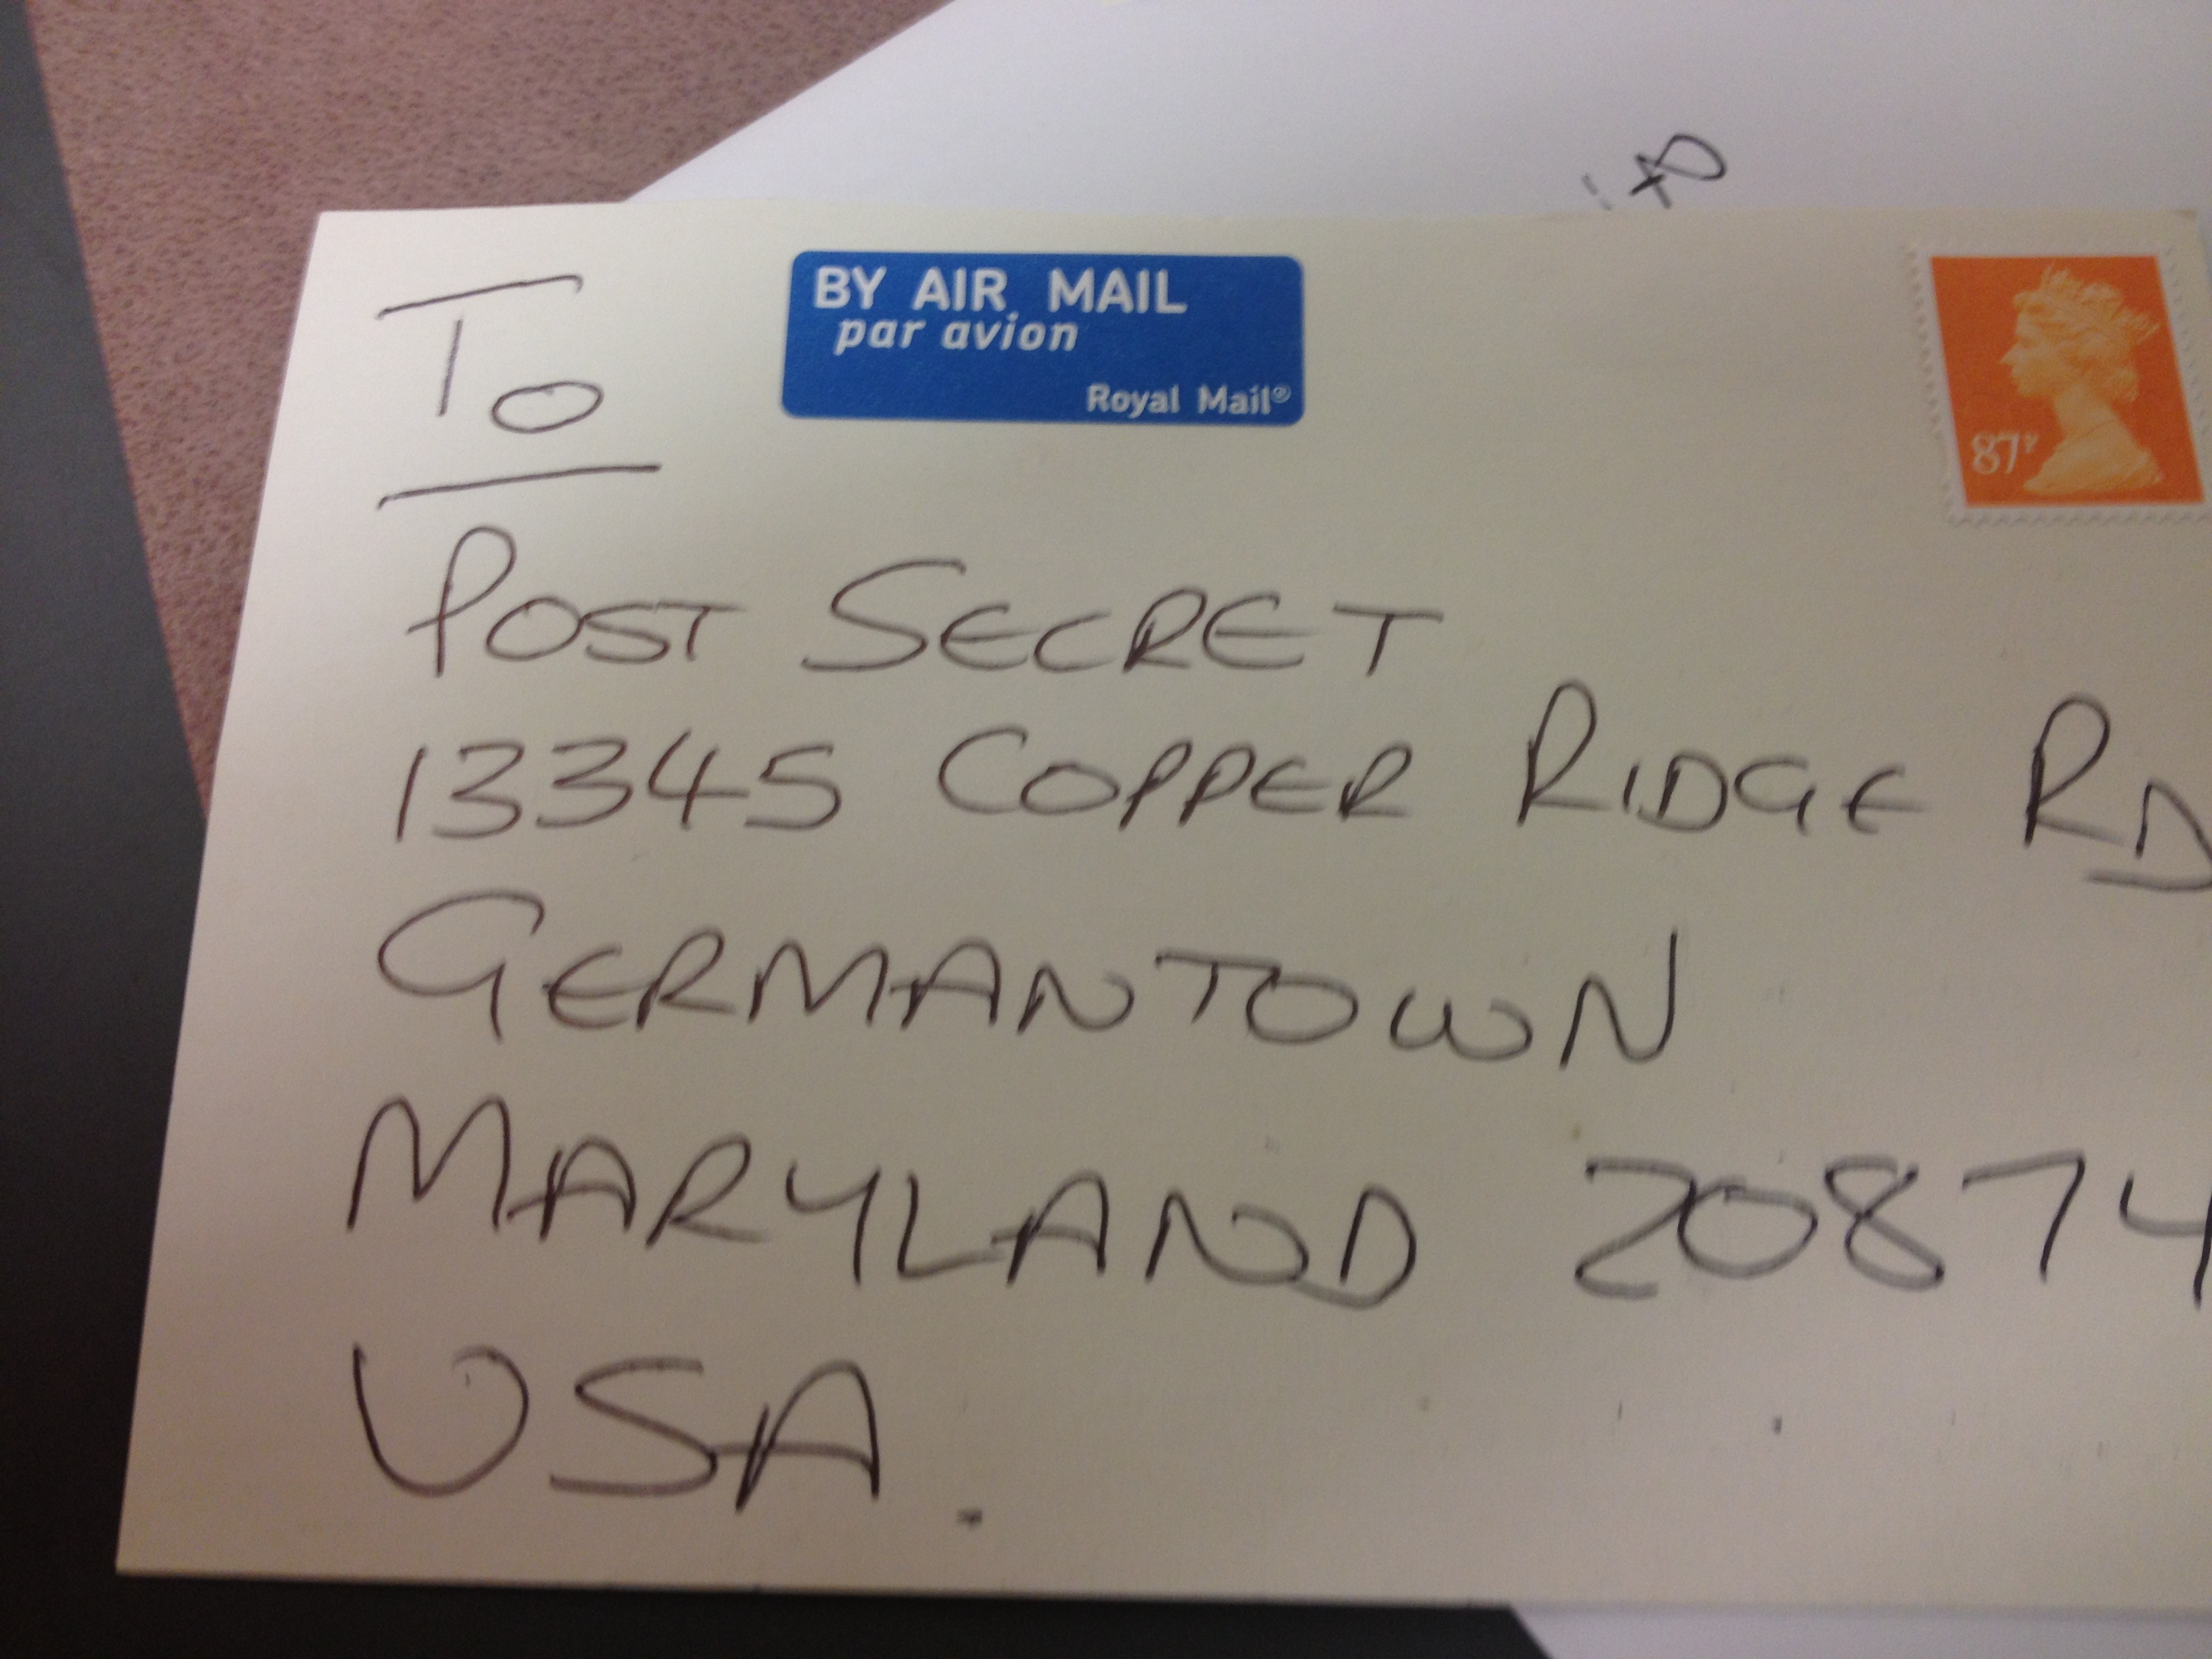 To
BY AIR MAIL
par avion
Royal Mail®
87P
POST SECRET
13345 COPPER RIDGE RD
GERMANTOWN
MARYLAND 20874
USA.